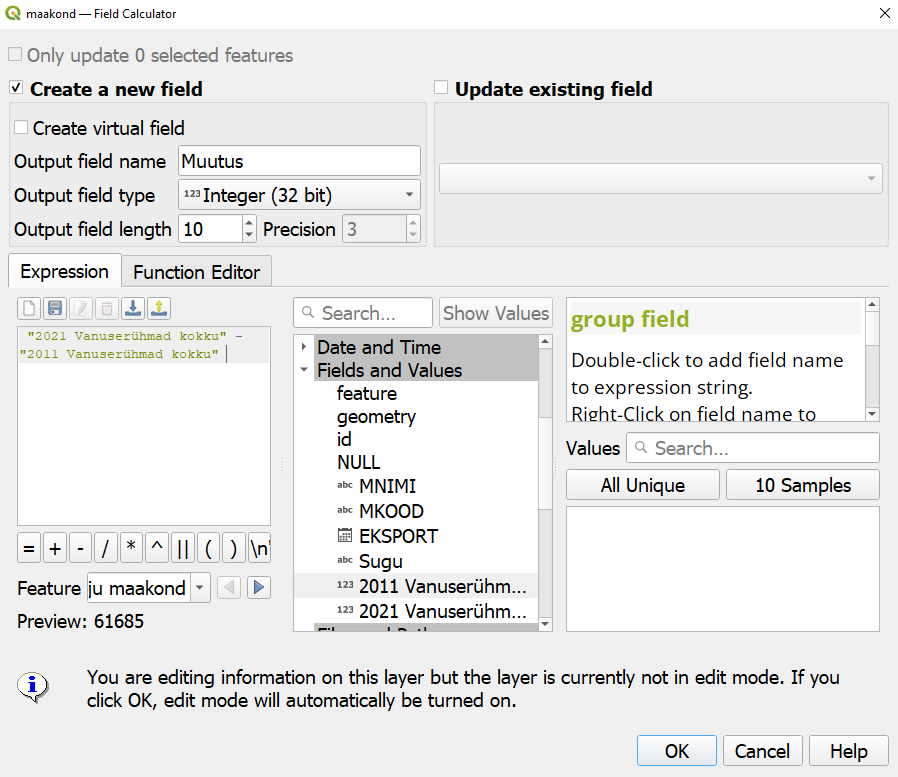 maakond — Field Calculator
Only update 0 selected features
Create a new field
Update existing field
Create virtual field
Output field name Muutus
Output field type 123 Integer (32 bit)
Output field length 10 Precision 3
Expression Function Editor
Search... Show Values
"2021 Vanuserühmad kokku" -
"2011 Vanuserühmad kokku"
Date and Time
Fields and Values
feature
geometry
id
NULL
abc MNIMI
abc MKOOD
EKSPORT
abc Sugu
123 2011 Vanuserühm...
123 2021 Vanuserühm...
group field
Double-click to add field name
to expression string.
Right-Click on field name to
Values Search...
All Unique 10 Samples
= + - / * ^ || ( ) \n'
Feature ju maakond
Preview: 61685
You are editing information on this layer but the layer is currently not in edit mode. If you
click OK, edit mode will automatically be turned on.
OK Cancel Help